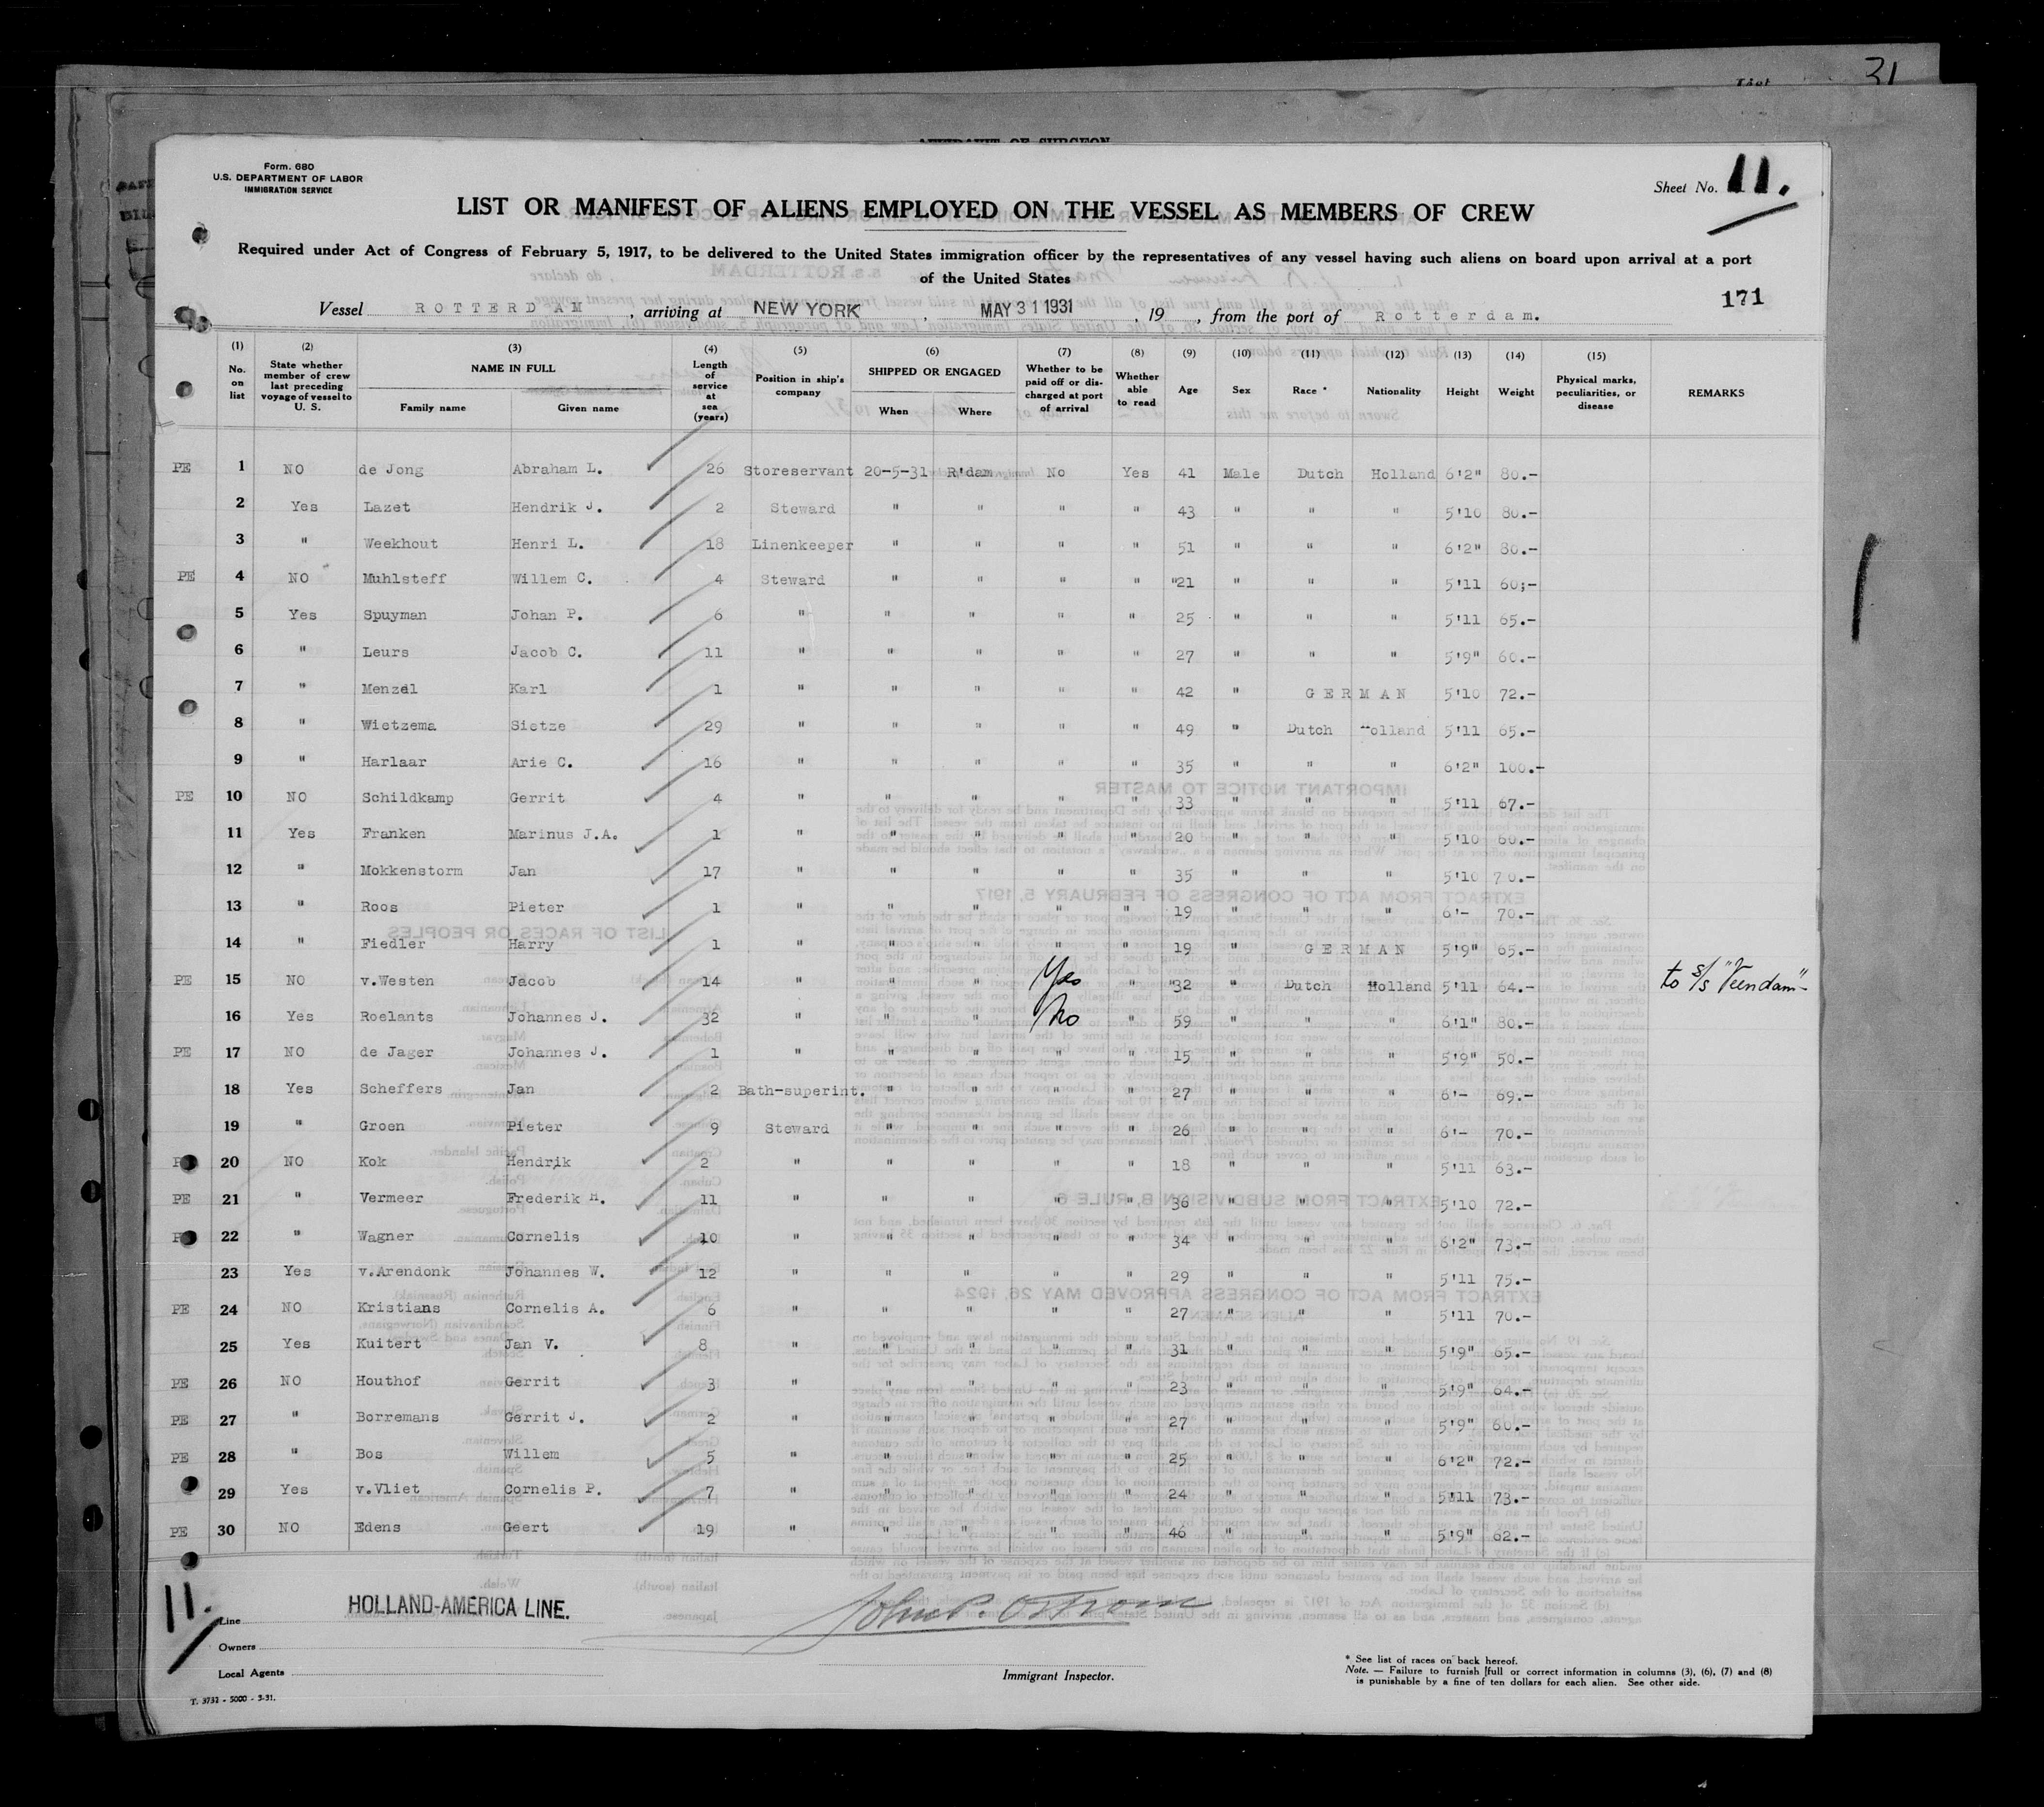 31
List
AFFIDAVIT OF SURGEON
Form. 680
U.S. DEPARTMENT OF LABOR
IMMIGRATION SERVICE
Sheet No. 11.
LIST OR MANIFEST OF ALIENS EMPLOYED ON THE VESSEL AS MEMBERS OF CREW
Required under Act of Congress of February 5, 1917, to be delivered to the United States immigration officer by the representatives of any vessel having such aliens on board upon arrival at a port
of the United States
171
Vessel ROTTERDAM , arriving at NEW YORK , MAY 31 1931 , 19 , from the port of Rotterdam.
(1) No. on list (2) State whether member of crew last preceding voyage of vessel to U. S. (3) NAME IN FULL Family name Given name (4) Length of service at sea (years) (5) Position in ship's company (6) SHIPPED OR ENGAGED When Where (7) Whether to be paid off or discharged at port of arrival (8) Whether able to read (9) Age (10) Sex (11) Race * (12) Nationality (13) Height (14) Weight (15) Physical marks, peculiarities, or disease REMARKS
PE 1 NO de Jong Abraham L. 26 Storeservant 20-5-31 R'dam No Yes 41 Male Dutch Holland 6'2" 80.-
2 Yes Lazet Hendrik J. 2 Steward " " " " 43 " " " 5'10 80.-
3 " Weekhout Henri L. 18 Linenkeeper " " " " 51 " " " 6'2" 80.-
PE 4 NO Muhlsteff Willem C. 4 Steward " " " " "21 " " " 5'11 60;-
5 Yes Spuyman Johan P. 6 " " " " " 25 " " " 5'11 65.-
6 " Leurs Jacob C. 11 " " " " " 27 " " " 5'9" 60.-
7 " Menzel Karl 1 " " " " " 42 " GERMAN 5'10 72.-
8 " Wietzema Sietze 29 " " " " " 49 " Dutch Holland 5'11 65.-
9 " Harlaar Arie C. 16 " " " " " 35 " " " 6'2" 100.-
PE 10 NO Schildkamp Gerrit 4 " " " " " 33 " " " 5'11 67.-
11 Yes Franken Marinus J.A. 1 " " " " " 20 " " " 5'10 60.-
12 " Mokkenstorm Jan 17 " " " " " 35 " " " 5'10 70.-
13 " Roos Pieter 1 " " " " " 19 " " " 6'- 70.-
14 " Fiedler Harry 1 " " " " " 19 " GERMAN 5'9" 65.-
PE 15 NO v.Westen Jacob 14 " " " Yes " "32 " Dutch Holland 5'11 64.- to s/s "Veendam"
16 Yes Roelants Johannes J. 32 " " " No " 59 " " " 6'1" 80.-
PE 17 NO de Jager Johannes J. 1 " " " " " 15 " " " 5'9" 50.-
18 Yes Scheffers Jan 2 Bath-superint. " " " " 27 " " " 6'- 69.-
19 " Groen Pieter 9 Steward " " " " 26 " " " 6'- 70.-
20 NO Kok Hendrik 2 " " " " " 18 " " " 5'11 63.-
PE 21 " Vermeer Frederik H. 11 " " " " " 36 " " " 5'10 72.-
22 " Wagner Cornelis 10 " " " " " 34 " " " 6'2" 73.-
23 Yes v.Arendonk Johannes W. 12 " " " " " 29 " " " 5'11 75.-
PE 24 NO Kristians Cornelis A. 6 " " " " " 27 " " " 5'11 70.-
25 Yes Kuitert Jan V. 8 " " " " " 31 " " " 5'9" 65.-
PE 26 NO Houthof Gerrit 3 " " " " " 23 " " " 5'9" 64.-
PE 27 " Borremans Gerrit J. 2 " " " " " 27 " " " 5'9" 60.-
PE 28 " Bos Willem 5 " " " " " 25 " " " 6'2" 72.-
29 Yes v.Vliet Cornelis P. 7 " " " " " 24 " " " 5'11 73.-
PE 30 NO Edens Geert 19 " " " " " 46 " " " 5'9" 62.-
11.
Line HOLLAND-AMERICA LINE.
Owners
Local Agents
John P. Ostrom
Immigrant Inspector.
* See list of races on back hereof.
Note. — Failure to furnish full or correct information in columns (3), (6), (7) and (8)
is punishable by a fine of ten dollars for each alien. See other side.
T. 3732 - 5000 - 3-31.